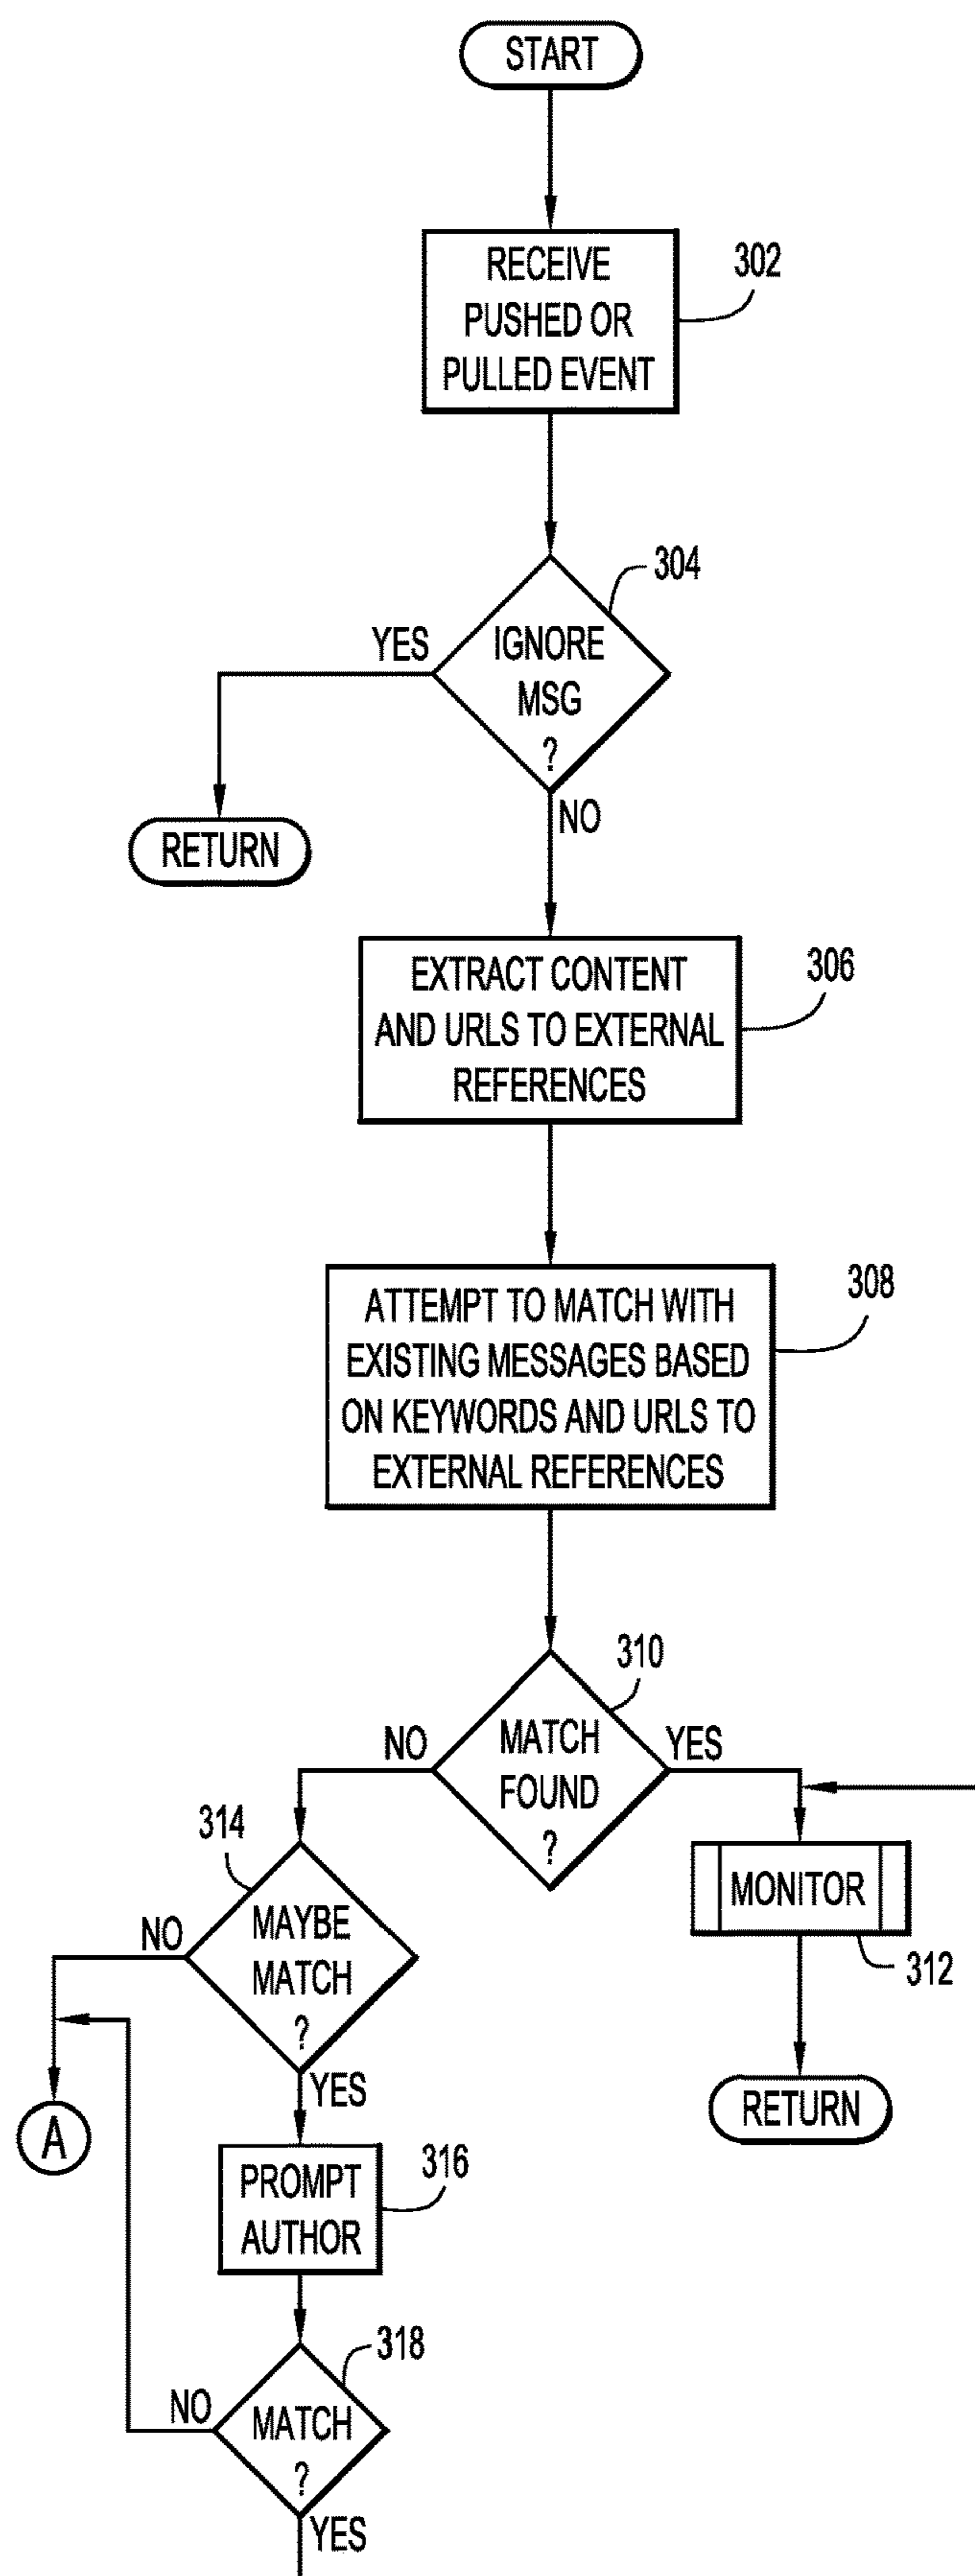 START
RECEIVE
PUSHED OR
PULLED EVENT
302
304
YES
IGNORE
MSG
?
NO
RETURN
EXTRACT CONTENT
AND URLS TO EXTERNAL
REFERENCES
306
ATTEMPT TO MATCH WITH
EXISTING MESSAGES BASED
ON KEYWORDS AND URLS TO
EXTERNAL REFERENCES
308
310
NO
MATCH
FOUND
?
YES
314
MONITOR
312
NO
MAYBE
MATCH
?
YES
RETURN
A
PROMPT
AUTHOR
316
318
NO
MATCH
?
YES